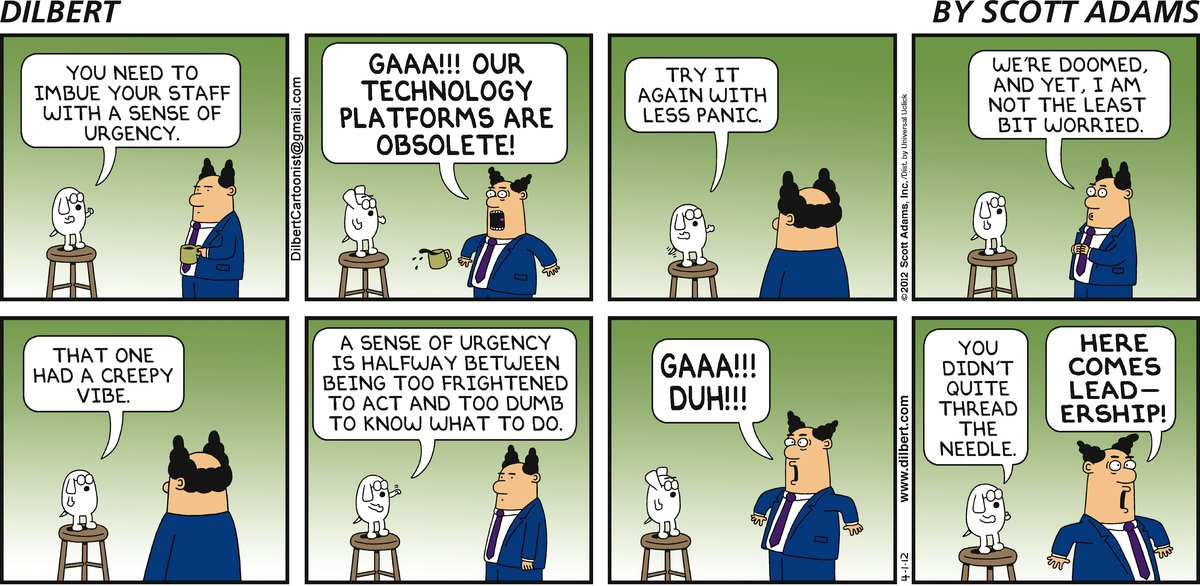 DILBERT
BY SCOTT ADAMS
YOU NEED TO
IMBUE YOUR STAFF
WITH A SENSE OF
URGENCY.
DilbertCartoonist@gmail.com
GAAA!!! OUR
TECHNOLOGY
PLATFORMS ARE
OBSOLETE!
TRY IT
AGAIN WITH
LESS PANIC.
©2012 Scott Adams, Inc. /Dist. by Universal Uclick
WE'RE DOOMED,
AND YET, I AM
NOT THE LEAST
BIT WORRIED.
THAT ONE
HAD A CREEPY
VIBE.
A SENSE OF URGENCY
IS HALFWAY BETWEEN
BEING TOO FRIGHTENED
TO ACT AND TOO DUMB
TO KNOW WHAT TO DO.
GAAA!!!
DUH!!!
www.dilbert.com
4-1-12
YOU
DIDN'T
QUITE
THREAD
THE
NEEDLE.
HERE
COMES
LEAD—
ERSHIP!